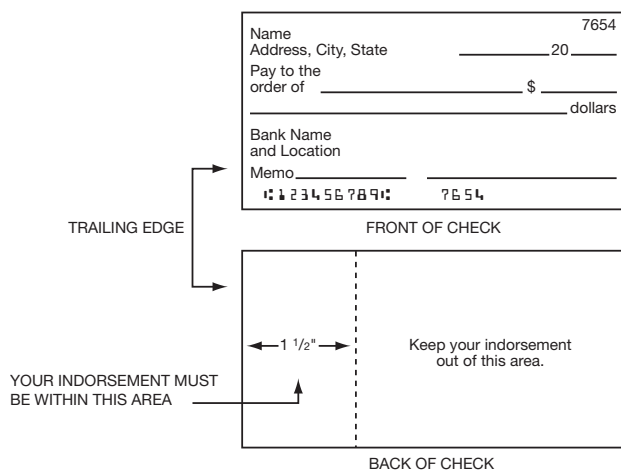 7654
Name
Address, City, State 20
Pay to the
order of $
dollars
Bank Name
and Location
Memo
⑆123456789⑆ 7654
TRAILING EDGE
FRONT OF CHECK
1 1/2"
Keep your indorsement
out of this area.
YOUR INDORSEMENT MUST
BE WITHIN THIS AREA
BACK OF CHECK